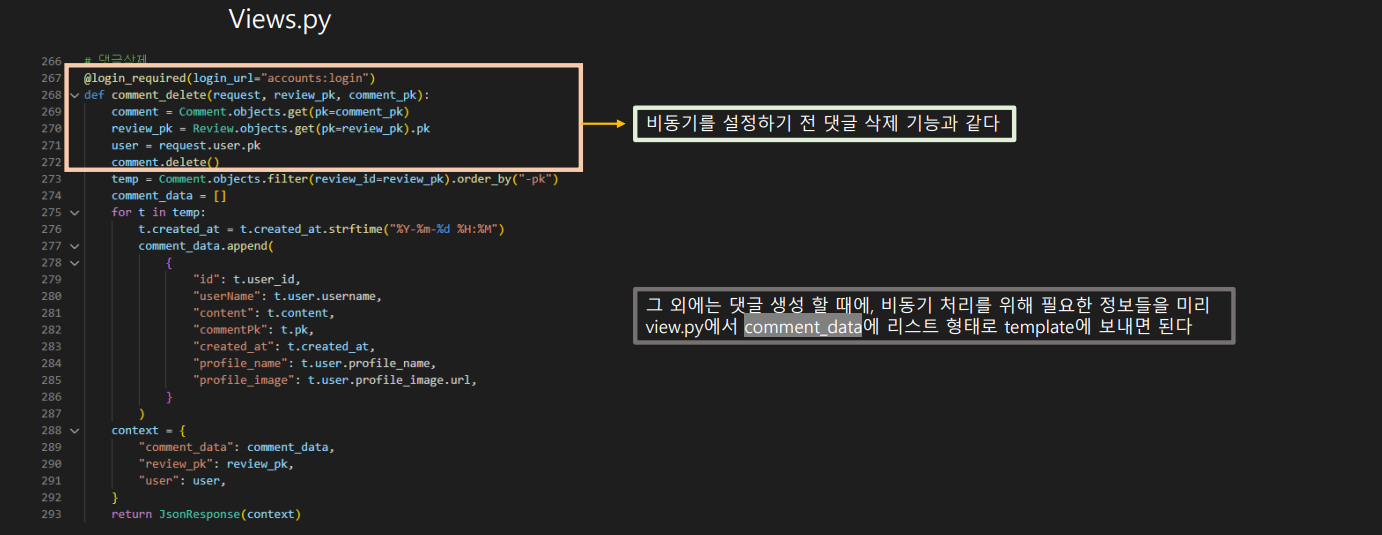 Views.py
266 # 댓글삭제
267 @login_required(login_url="accounts:login")
268 def comment_delete(request, review_pk, comment_pk):
269 comment = Comment.objects.get(pk=comment_pk)
270 review_pk = Review.objects.get(pk=review_pk).pk
271 user = request.user.pk
272 comment.delete()
273 temp = Comment.objects.filter(review_id=review_pk).order_by("-pk")
274 comment_data = []
275 for t in temp:
276 t.created_at = t.created_at.strftime("%Y-%m-%d %H:%M")
277 comment_data.append(
278 {
279 "id": t.user_id,
280 "userName": t.user.username,
281 "content": t.content,
282 "commentPk": t.pk,
283 "created_at": t.created_at,
284 "profile_name": t.user.profile_name,
285 "profile_image": t.user.profile_image.url,
286 }
287 )
288 context = {
289 "comment_data": comment_data,
290 "review_pk": review_pk,
291 "user": user,
292 }
293 return JsonResponse(context)
비동기를 설정하기 전 댓글 삭제 기능과 같다
그 외에는 댓글 생성 할 때에, 비동기 처리를 위해 필요한 정보들을 미리
view.py에서 comment_data에 리스트 형태로 template에 보내면 된다